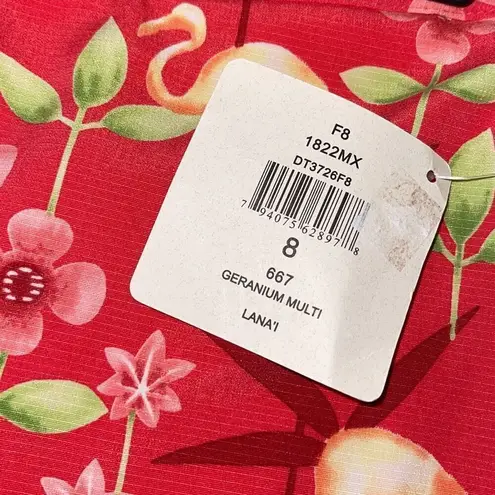 F8
1822MX
DT3726F8
7 94075 62897 8
8
667
GERANIUM MULTI
LANA'I